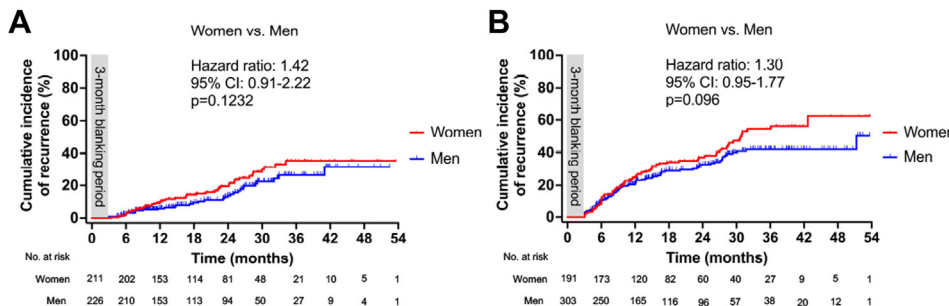 A
Women vs. Men
Hazard ratio: 1.42
95% CI: 0.91-2.22
p=0.1232
3-month blanking period
Cumulative incidence
of recurrence (%)
100
80
60
40
20
0
Women
Men
0 6 12 18 24 30 36 42 48 54
Time (months)
No. at risk
Women 211 202 153 114 81 48 21 10 5 1
Men 226 210 153 113 94 50 27 9 4 1
B
Women vs. Men
Hazard ratio: 1.30
95% CI: 0.95-1.77
p=0.096
3-month blanking period
Cumulative incidence
of recurrence (%)
100
80
60
40
20
0
Women
Men
0 6 12 18 24 30 36 42 48 54
Time (months)
No. at risk
Women 191 173 120 82 60 40 27 9 5 1
Men 303 250 165 116 96 57 38 20 12 1